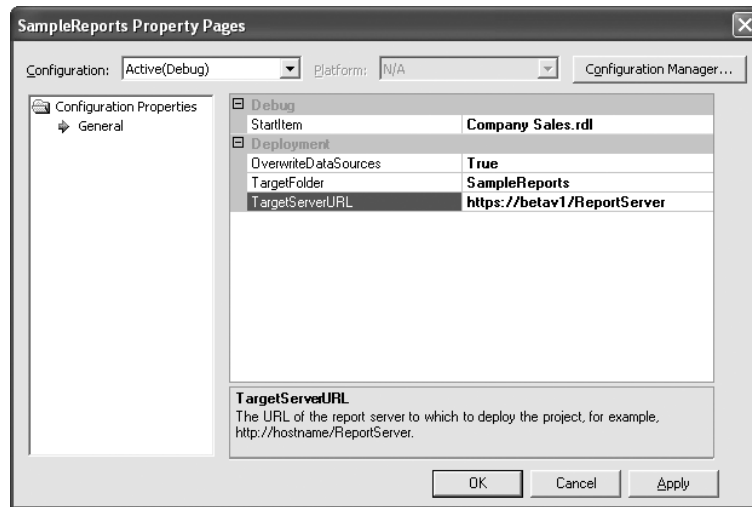 SampleReports Property Pages
Configuration: Active(Debug) Platform: N/A Configuration Manager...
Configuration Properties
General
Debug
StartItem Company Sales.rdl
Deployment
OverwriteDataSources True
TargetFolder SampleReports
TargetServerURL https://betav1/ReportServer
TargetServerURL
The URL of the report server to which to deploy the project, for example,
http://hostname/ReportServer.
OK Cancel Apply